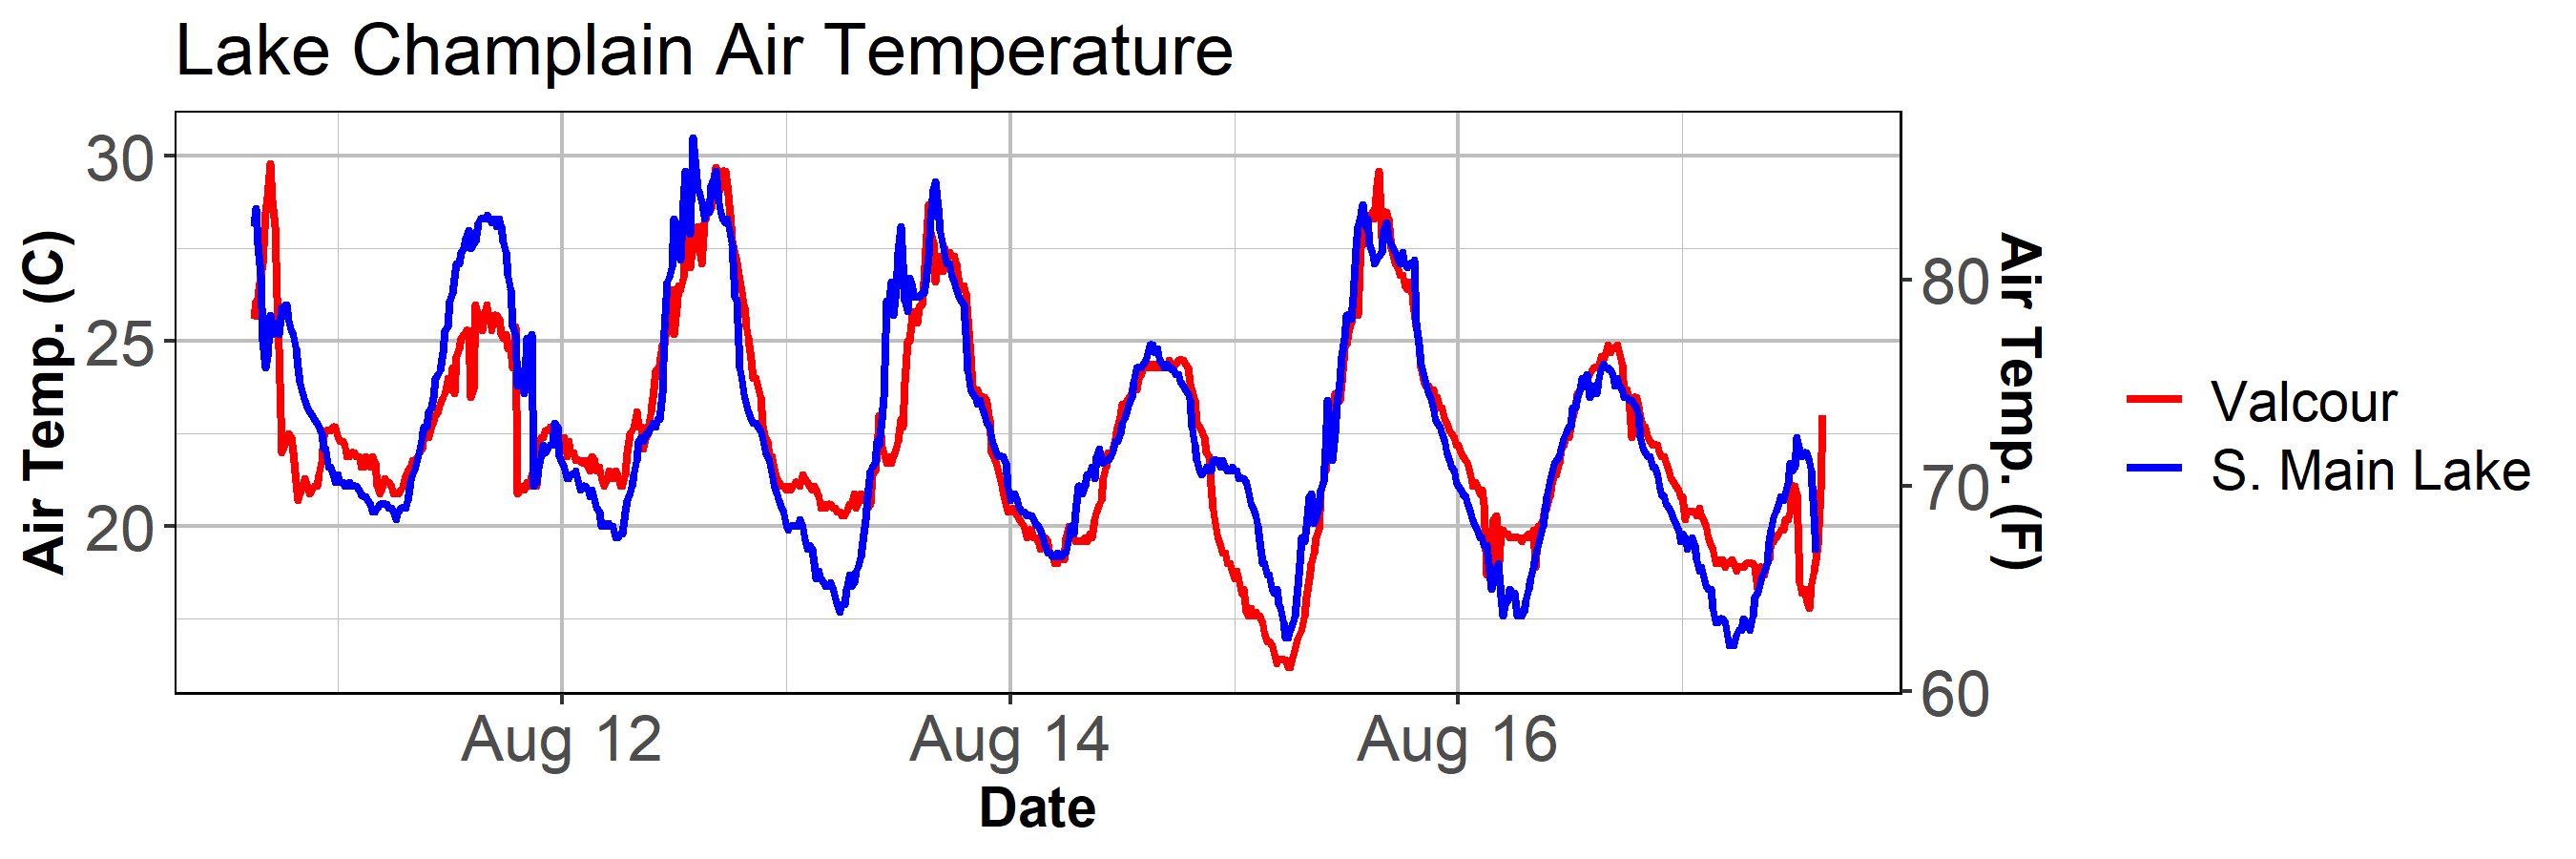 Lake Champlain Air Temperature
Air Temp. (C)
30
25
20
Aug 12
Aug 14
Aug 16
Date
80
70
60
Air Temp. (F)
Valcour
S. Main Lake